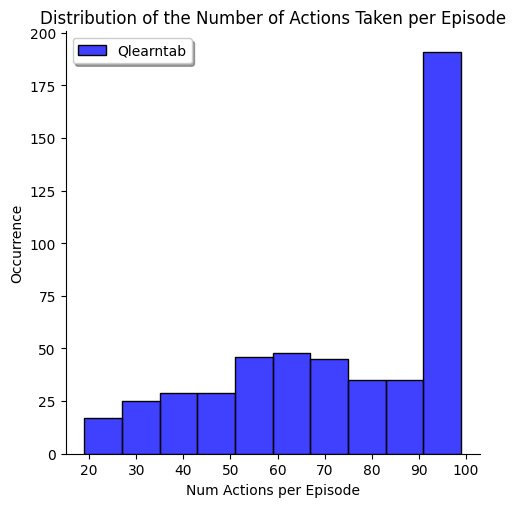 Distribution of the Number of Actions Taken per Episode
Qlearntab
200
175
150
125
100
75
50
25
0
Occurrence
20 30 40 50 60 70 80 90 100
Num Actions per Episode